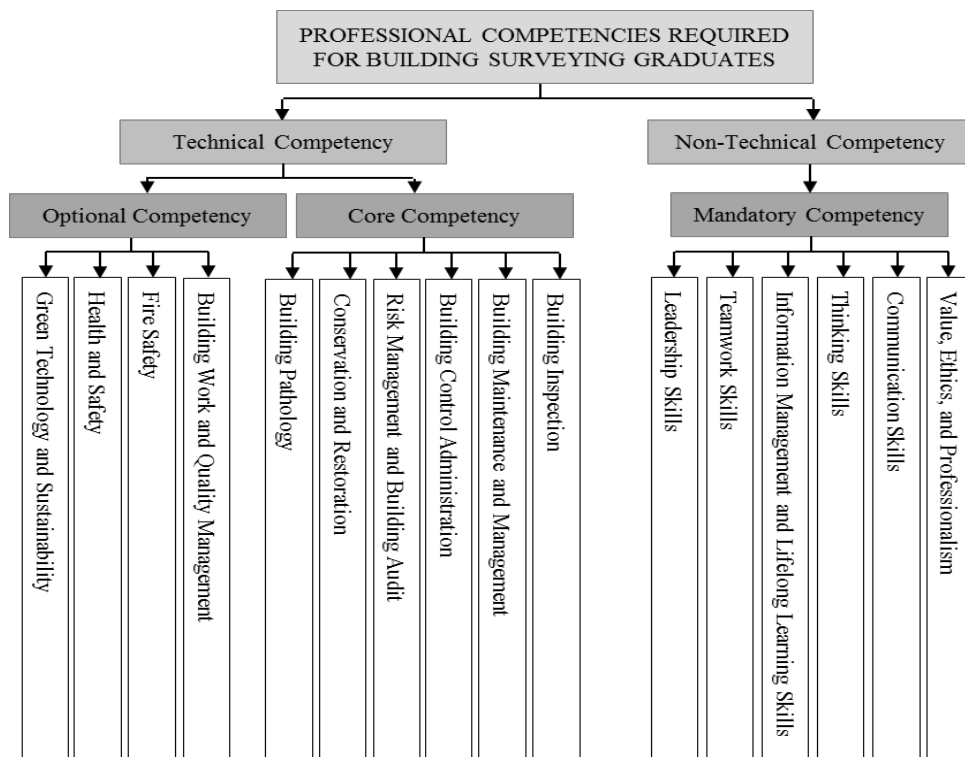 PROFESSIONAL COMPETENCIES REQUIRED
FOR BUILDING SURVEYING GRADUATES
Technical Competency
Non-Technical Competency
Optional Competency
Core Competency
Mandatory Competency
Green Technology and Sustainability
Health and Safety
Fire Safety
Building Work and Quality Management
Building Pathology
Conservation and Restoration
Risk Management and Building Audit
Building Control Administration
Building Maintenance and Management
Building Inspection
Leadership Skills
Teamwork Skills
Information Management and Lifelong Learning Skills
Thinking Skills
Communication Skills
Value, Ethics, and Professionalism